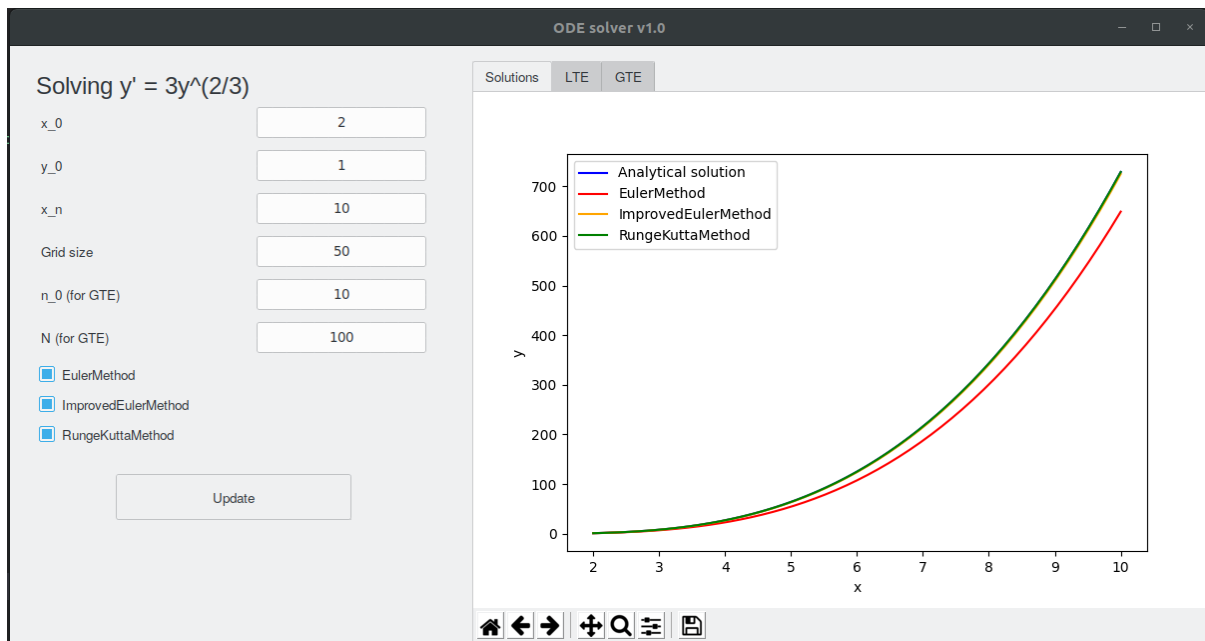 ODE solver v1.0
Solving y' = 3y^(2/3)
x_0 2
y_0 1
x_n 10
Grid size 50
n_0 (for GTE) 10
N (for GTE) 100
EulerMethod
ImprovedEulerMethod
RungeKuttaMethod
Update
Solutions LTE GTE
Analytical solution
EulerMethod
ImprovedEulerMethod
RungeKuttaMethod
700
600
500
400
300
200
100
0
y
2 3 4 5 6 7 8 9 10
x